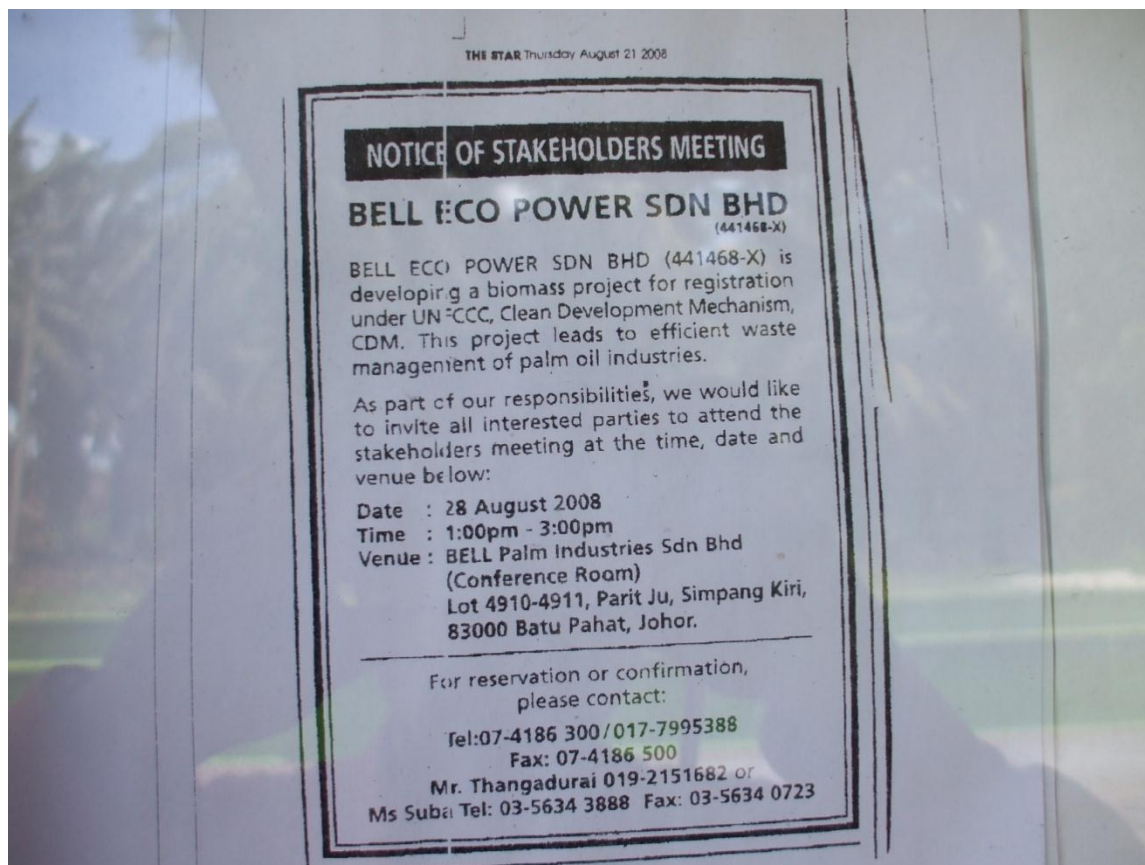 THE STAR Thursday August 21 2008
NOTICE OF STAKEHOLDERS MEETING
BELL ECO POWER SDN BHD
(441468-X)
BELL ECO POWER SDN BHD (441468-X) is
developing a biomass project for registration
under UNFCCC, Clean Development Mechanism,
CDM. This project leads to efficient waste
management of palm oil industries.
As part of our responsibilities, we would like
to invite all interested parties to attend the
stakeholders meeting at the time, date and
venue below:
Date : 28 August 2008
Time : 1:00pm - 3:00pm
Venue : BELL Palm Industries Sdn Bhd
(Conference Room)
Lot 4910-4911, Parit Ju, Simpang Kiri,
83000 Batu Pahat, Johor.
For reservation or confirmation,
please contact:
Tel:07-4186 300/017-7995388
Fax: 07-4186 500
Mr. Thangadurai 019-2151682 or
Ms Suba Tel: 03-5634 3888 Fax: 03-5634 0723